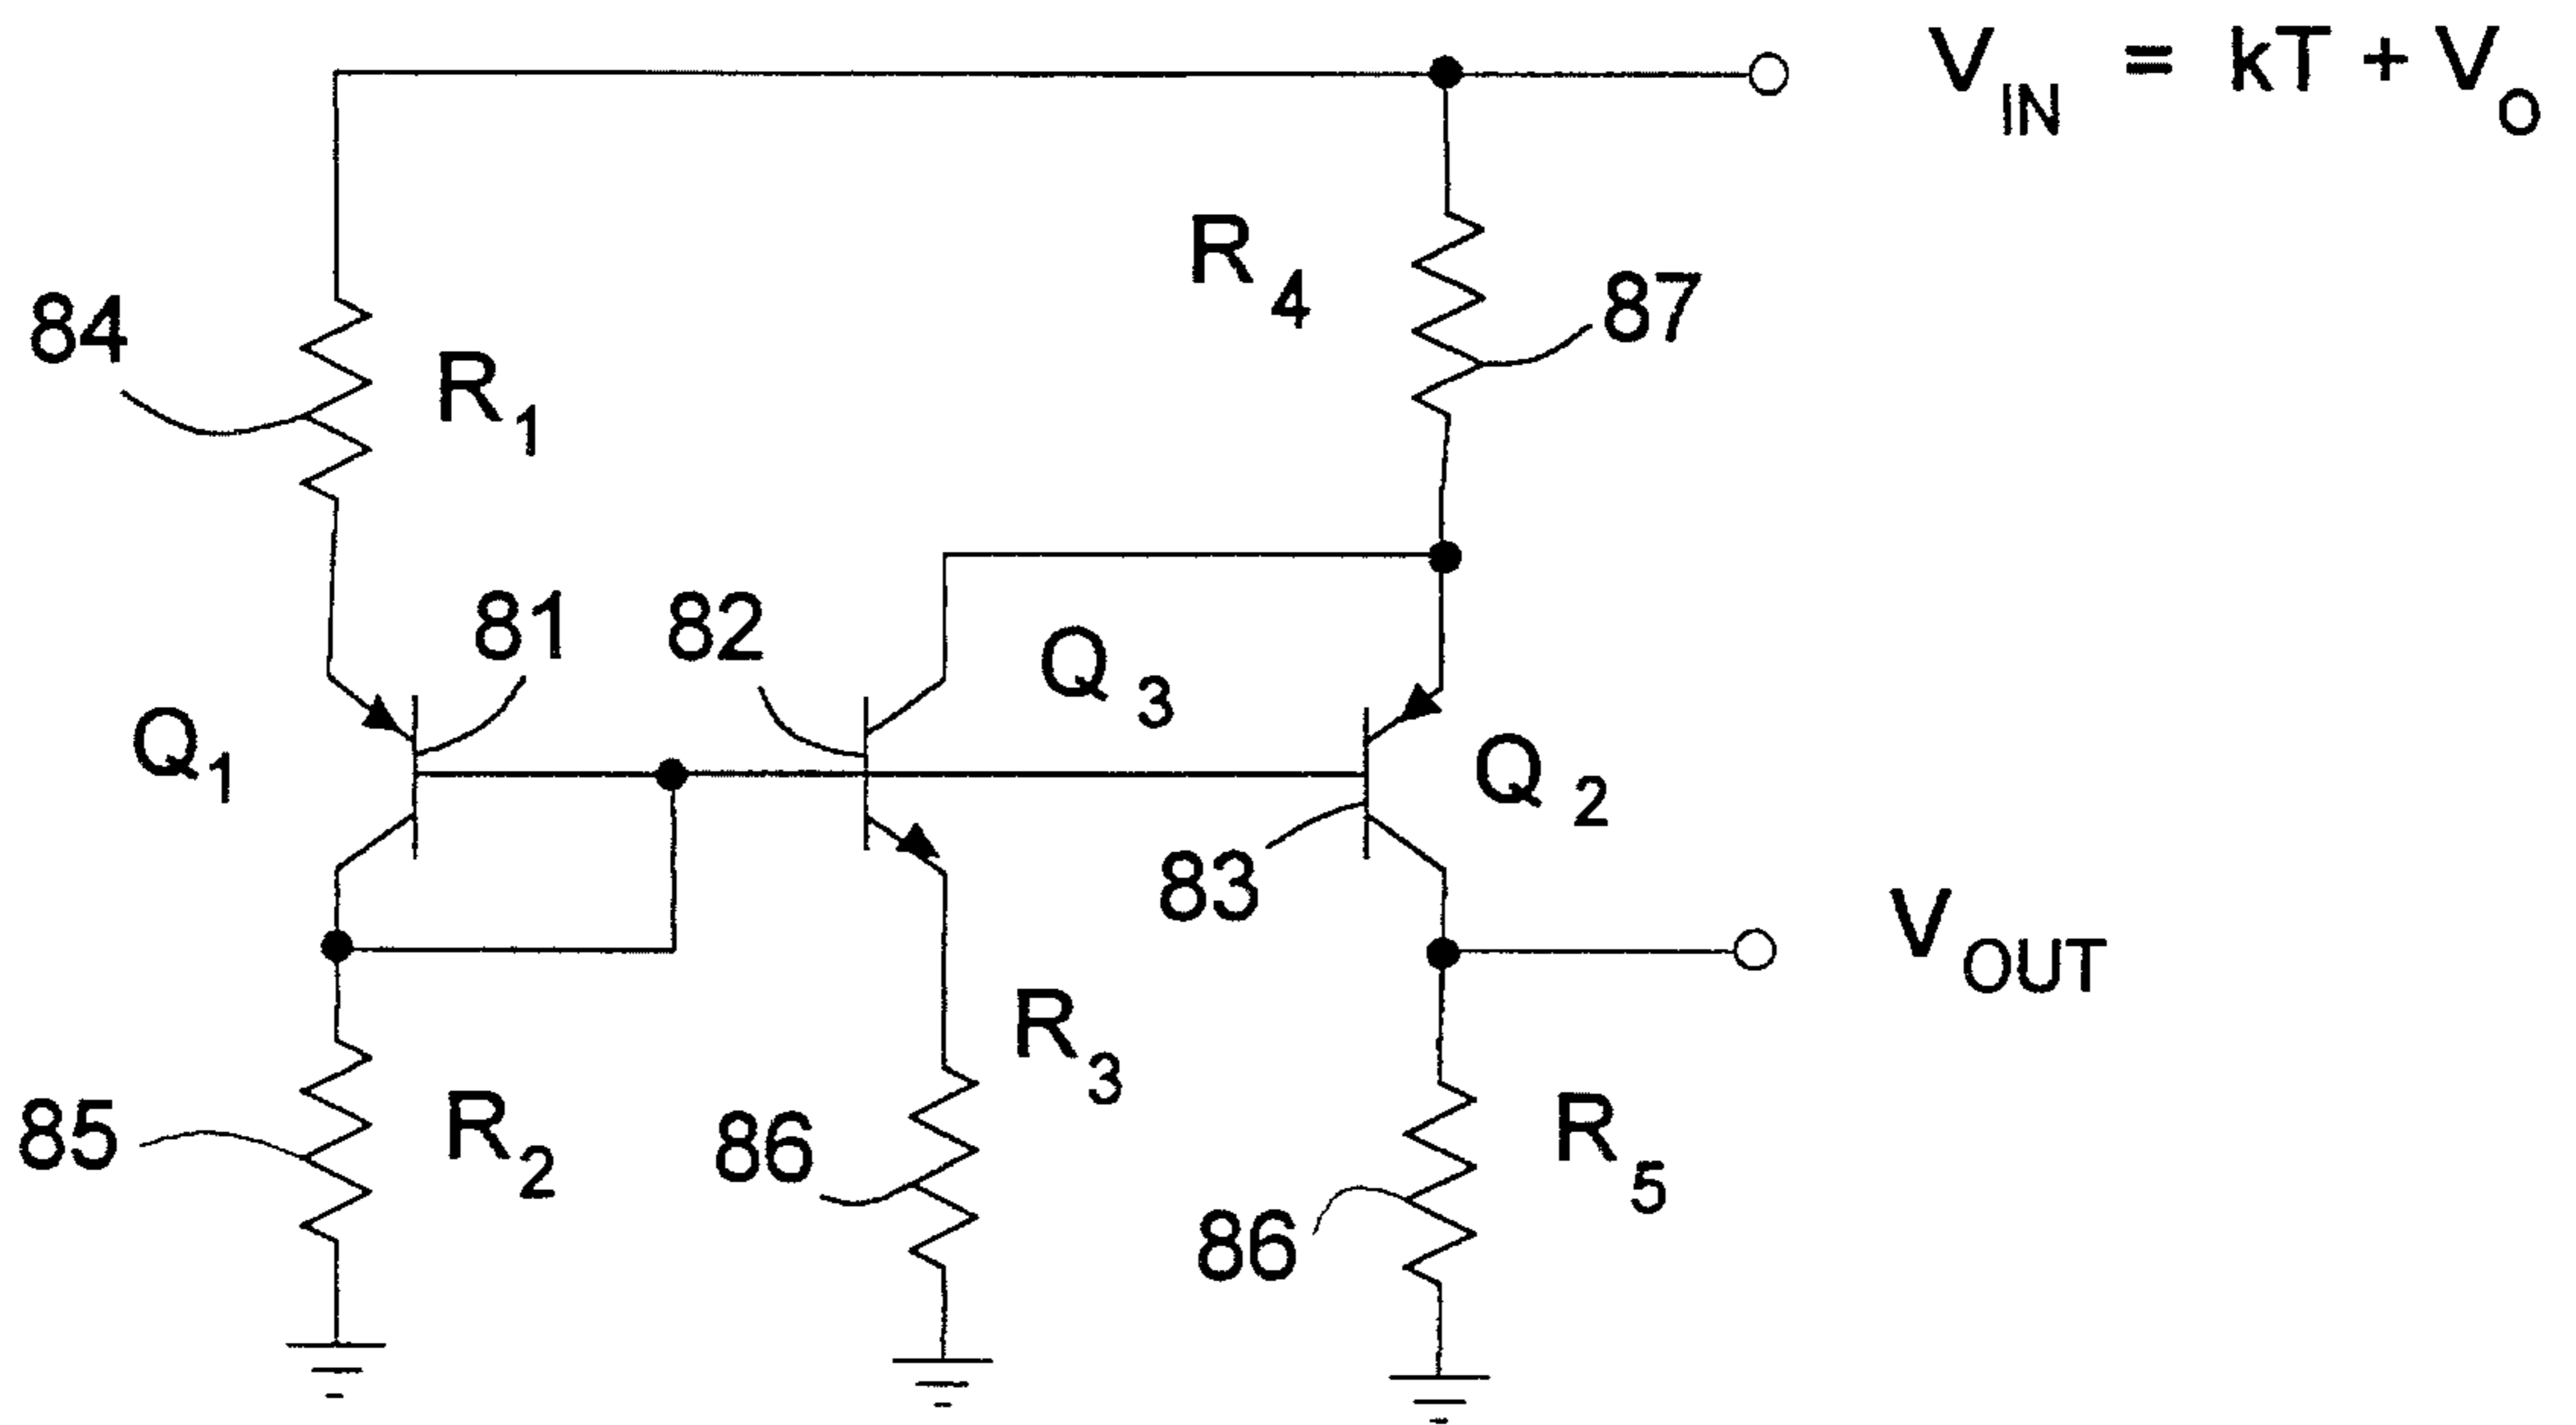 V_IN = kT + V_O
R_4
87
84
R_1
81
82
Q_3
Q_1
Q_2
83
V_OUT
R_3
85
R_2
86
R_5
86